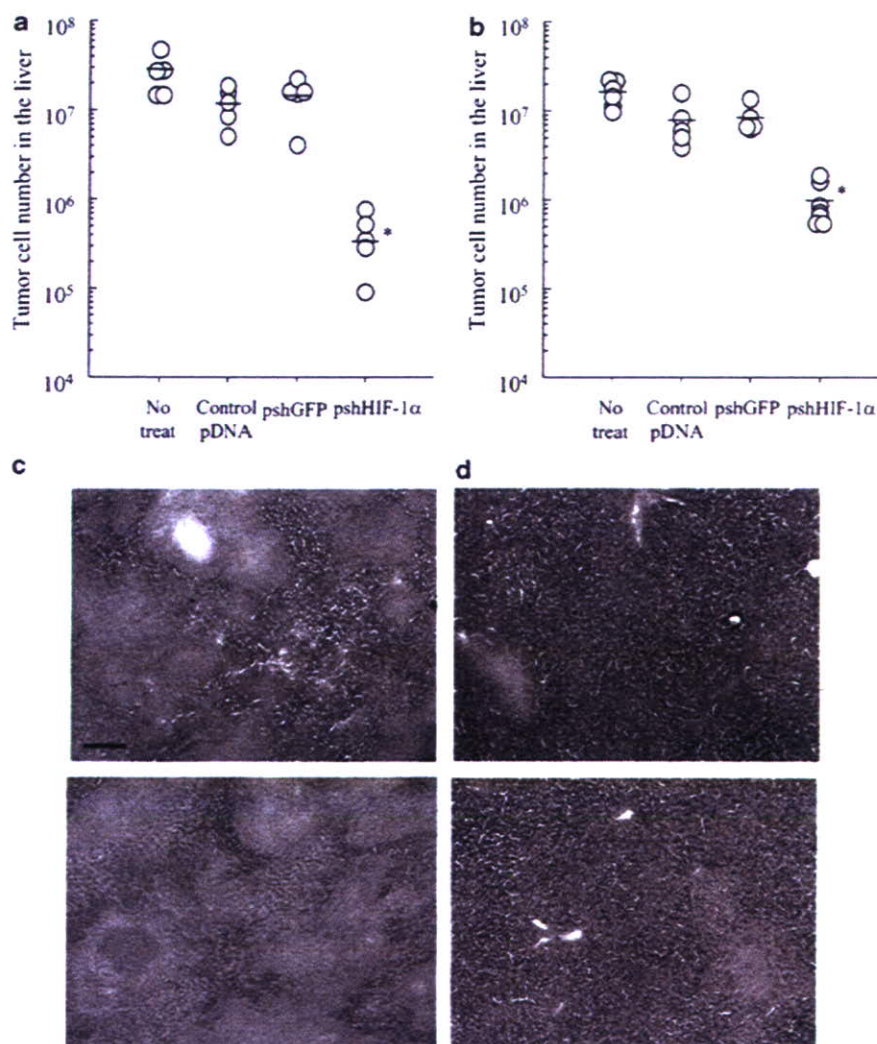 a
b
10⁸
10⁷
10⁶
10⁵
10⁴
Tumor cell number in the liver
No treat
Control pDNA
pshGFP
pshHIF-1α
*
10⁸
10⁷
10⁶
10⁵
10⁴
Tumor cell number in the liver
No treat
Control pDNA
pshGFP
pshHIF-1α
*
c
d